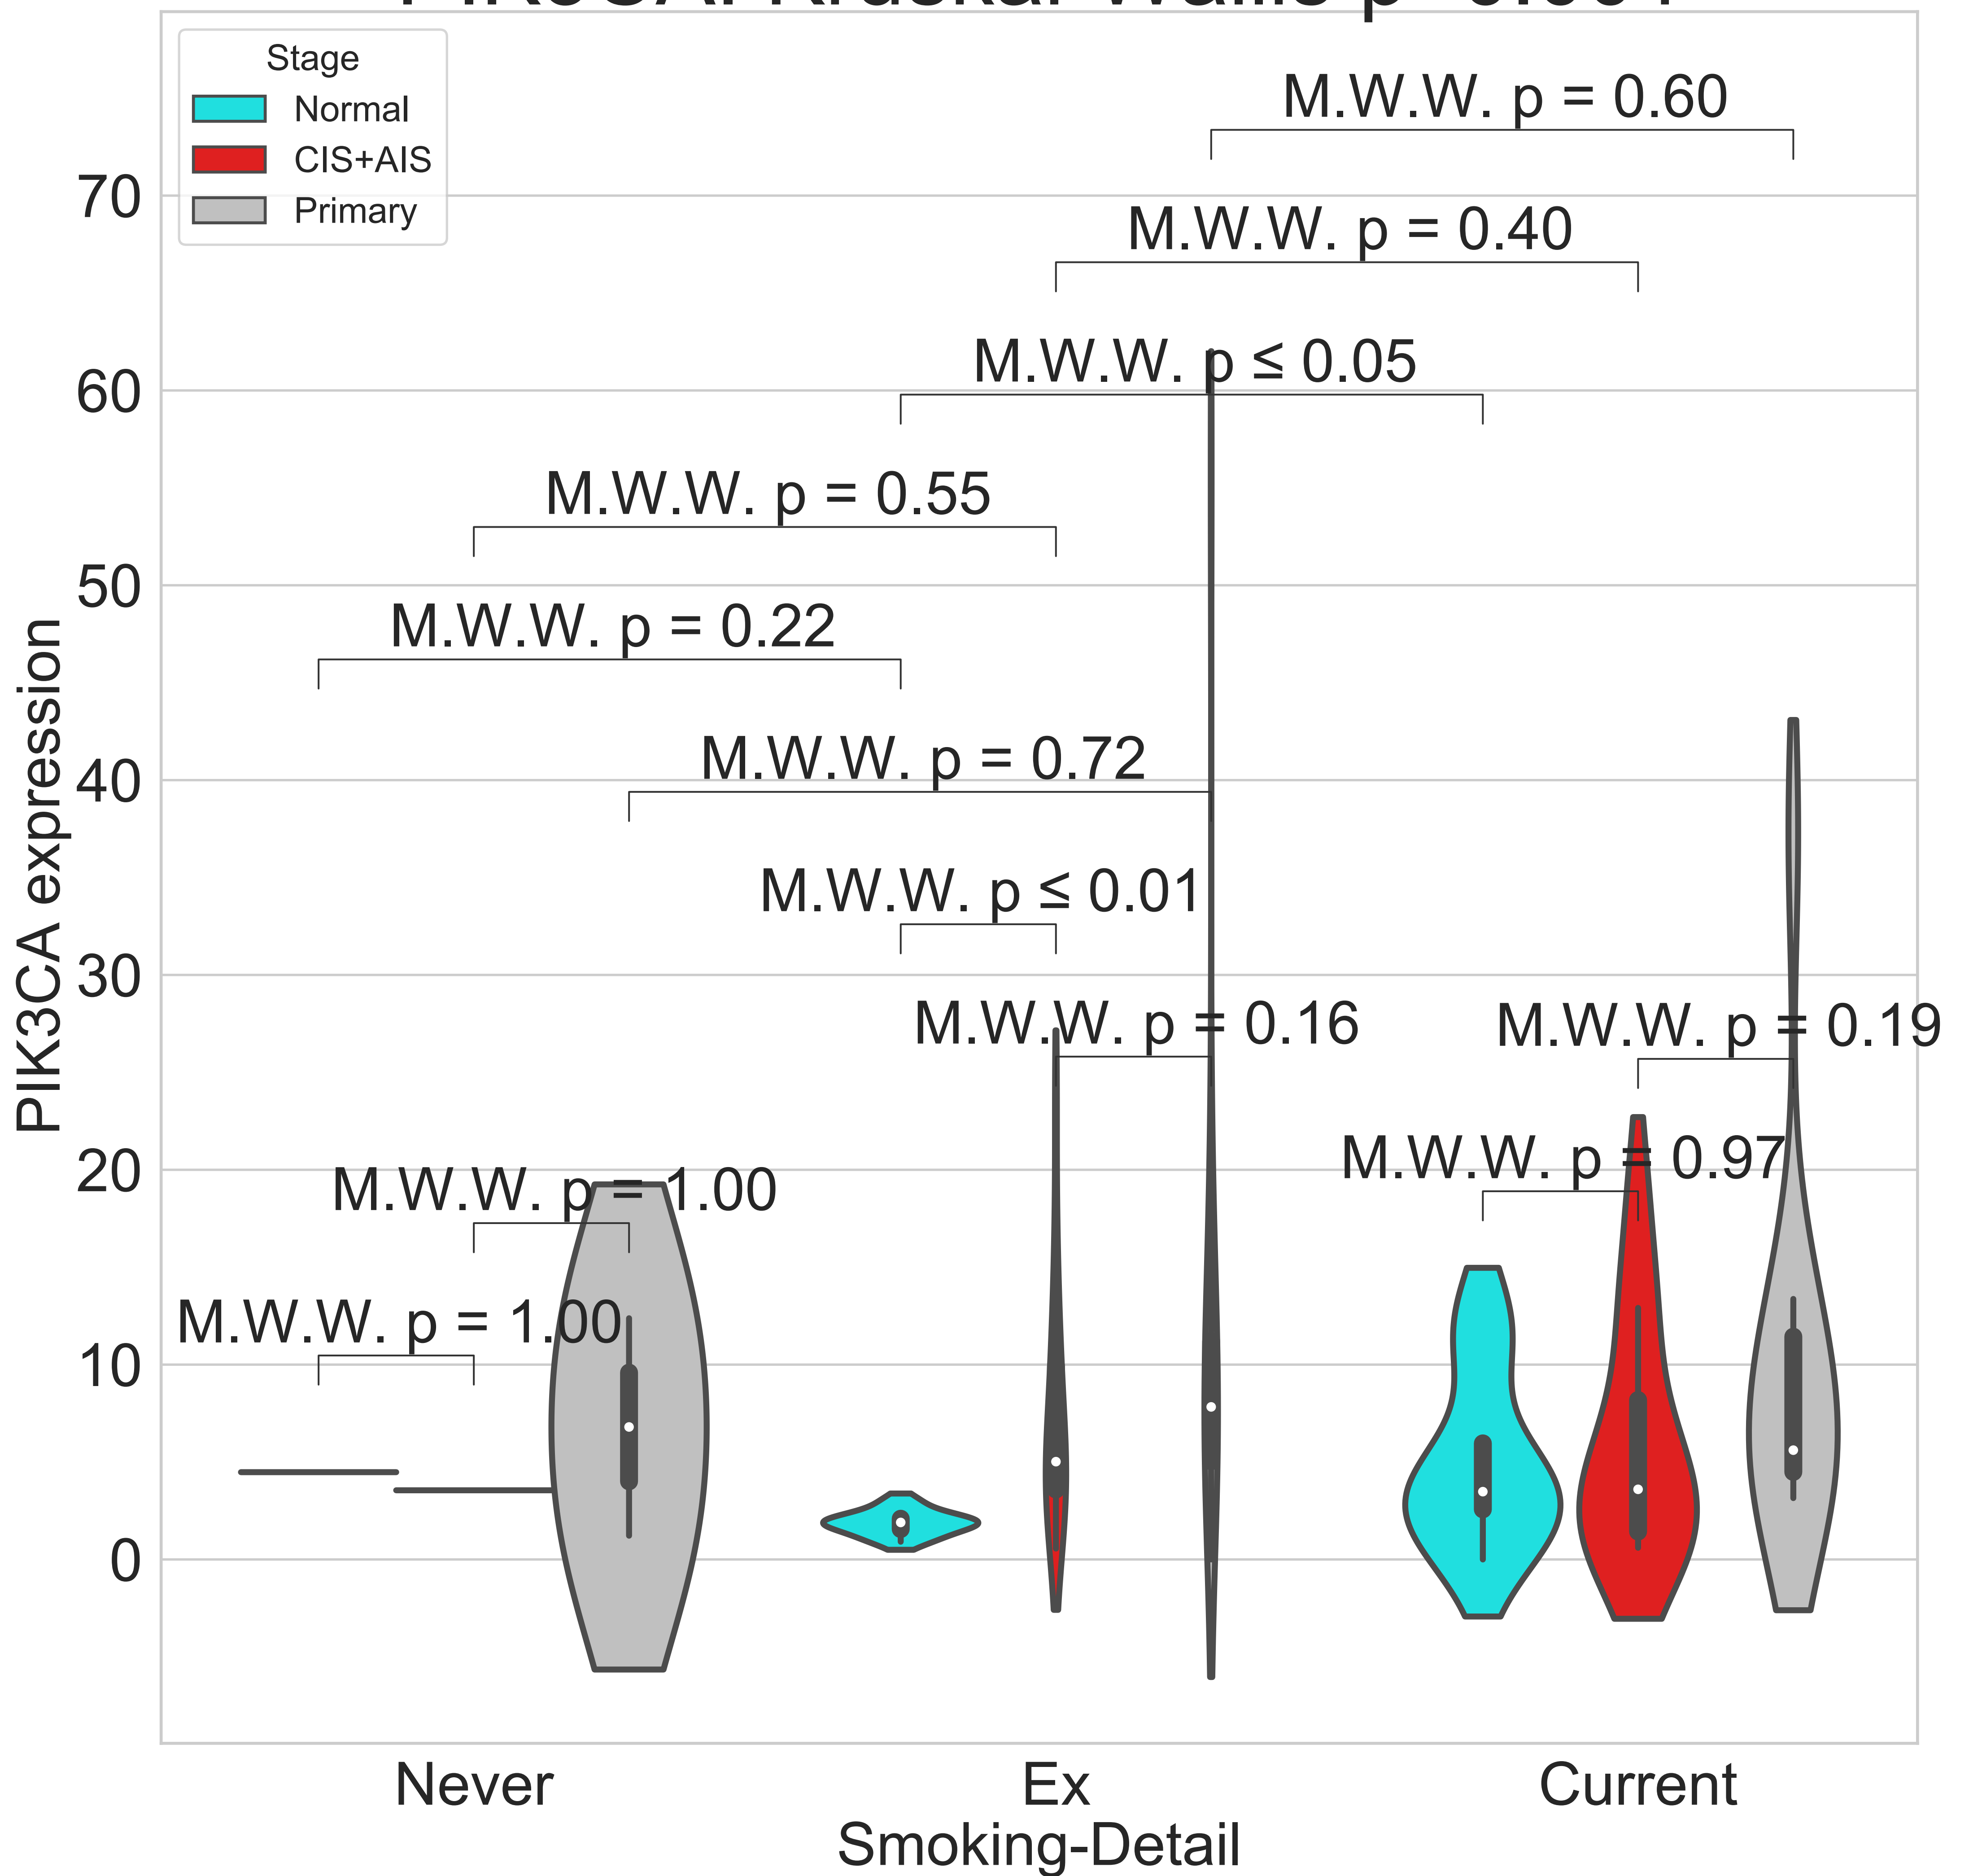 Stage
Normal
CIS+AIS
Primary
M.W.W. p = 0.60
M.W.W. p = 0.40
M.W.W. p ≤ 0.05
M.W.W. p = 0.55
M.W.W. p = 0.22
M.W.W. p = 0.72
M.W.W. p ≤ 0.01
M.W.W. p = 0.16
M.W.W. p = 0.19
M.W.W. p = 0.97
M.W.W. p = 1.00
M.W.W. p = 1.00
70
60
50
40
30
20
10
0
PIK3CA expression
Never
Ex
Current
Smoking-Detail